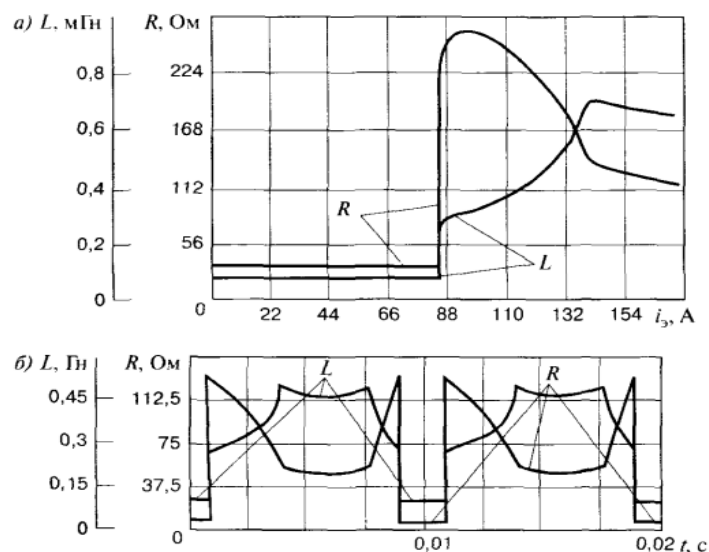 а) L, мГн R, Ом
0,8 224
0,6 168
0,4 112
R
0,2 56
L
0 0 22 44 66 88 110 132 154 iэ, А
б) L, Гн R, Ом
L R
0,45 112,5
0,3 75
0,15 37,5
0 0 0,01 0,02 t, с